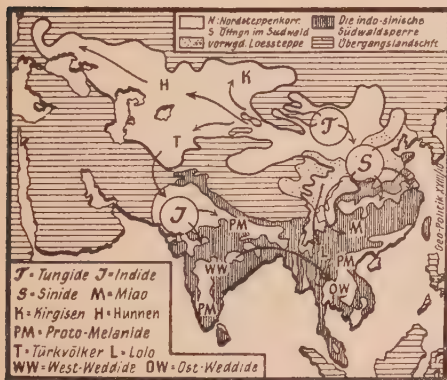 N: Nordsteppenkorr.
S Öffngn im Südwald
vorwgd. Loessteppe
Die indo-sinische
Südwaldsperre
Übergangslandschft
H
K
T
T
S
J
PM
M
WW
PM
OW
PM
Geo-Politik
T = Tungide J = Indide
S = Sinide M = Miao
K = Kirgisen H = Hunnen
PM = Proto-Melanide
T = Türkvölker L = Lolo
WW = West-Weddide OW = Ost-Weddide